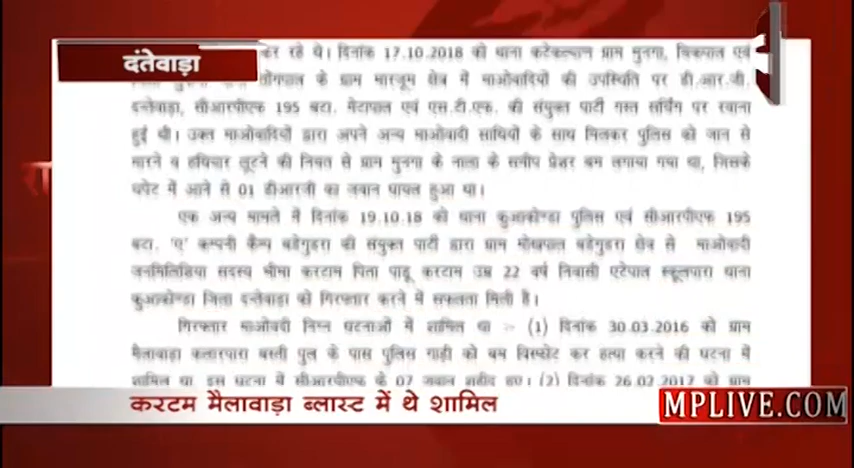 दंतेवाड़ा
कर रहे थे। दिनांक 17.10.2018 को थाना कटेकल्याण ग्राम मुनगा, चिकपाल एवं
के ग्राम मारजूम क्षेत्र में माओवादियों की उपस्थिति पर डी.आर.जी.
दन्तेवाड़ा, सीआरपीएफ 195 बटा. मेटापाल एवं एस.टी.एफ. की संयुक्त पार्टी गस्त सर्चिंग पर रवाना
हुई थी। उक्त माओवादियों द्वारा अपने अन्य माओवादी साथियों के साथ मिलकर पुलिस को जान से
मारने व हथियार लूटने की नियत से ग्राम मुनगा के नाला के समीप प्रेशर बम लगाया गया था, जिसके
चपेट में आने से 01 डीआरजी का जवान घायल हुआ था।
एक अन्य मामले में दिनांक 19.10.18 को थाना कुआकोण्डा पुलिस एवं सीआरपीएफ 195
बटा. 'ए' कम्पनी कैम्प बड़ेगुडरा की संयुक्त पार्टी द्वारा ग्राम मोखपाल बड़ेगुडरा क्षेत्र से माओवादी
जनमिलिशिया सदस्य भीमा करटाम पिता पाडू करटाम उम्र 22 वर्ष निवासी एटेपाल स्कूलपारा थाना
कुआकोण्डा जिला दन्तेवाड़ा को गिरफ्तार करने में सफलता मिली है।
गिरफ्तार माओवदी निम्न घटनाओं में शामिल था :- (1) दिनांक 30.03.2016 को ग्राम
मैलावाड़ा कलारपारा बस्ती पुल के पास पुलिस गाड़ी को बम विस्फोट कर हत्या करने की घटना में
शामिल था, इस घटना में सीआरपीएफ के 07 जवान शहीद हुए। (2) दिनांक 26.02.2017 को ग्राम
करटम मैलावाड़ा ब्लास्ट में थे शामिल
MPLIVE.COM